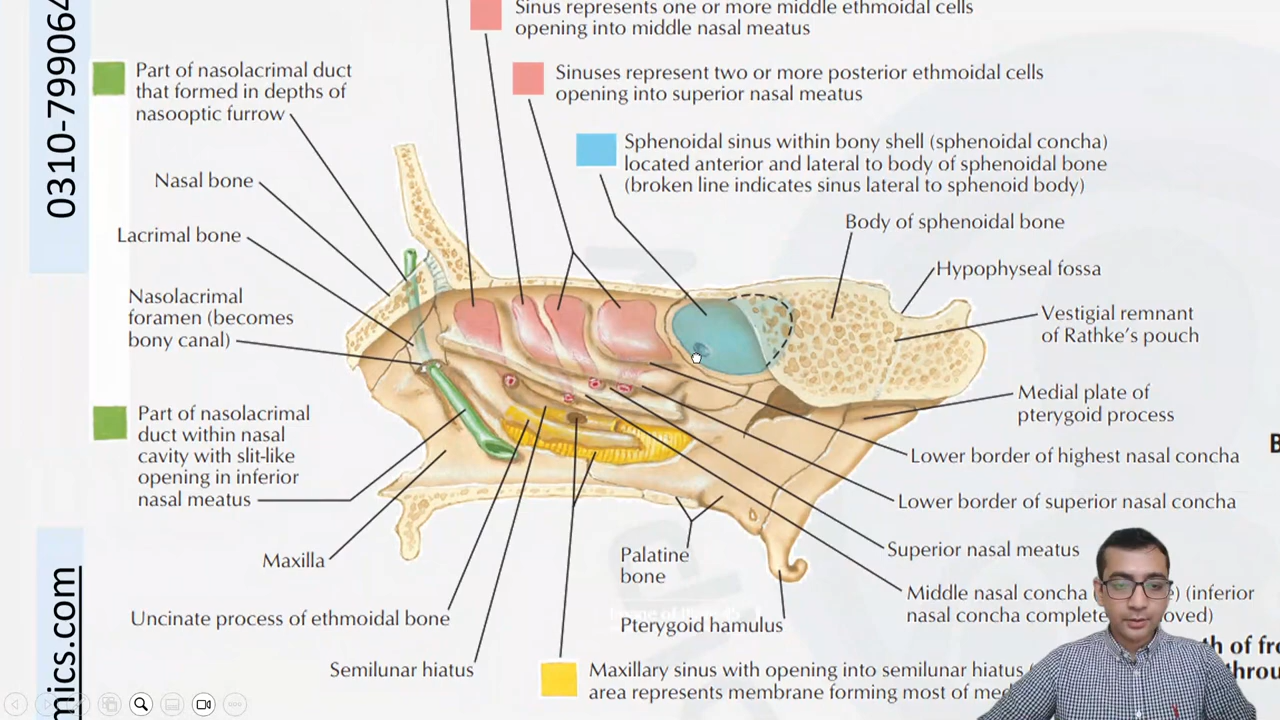 Sinus represents one or more middle ethmoidal cells
opening into middle nasal meatus
Sinuses represent two or more posterior ethmoidal cells
opening into superior nasal meatus
Part of nasolacrimal duct
that formed in depths of
nasooptic furrow
Sphenoidal sinus within bony shell (sphenoidal concha)
located anterior and lateral to body of sphenoidal bone
(broken line indicates sinus lateral to sphenoid body)
Nasal bone
Lacrimal bone
Body of sphenoidal bone
Hypophyseal fossa
Nasolacrimal
foramen (becomes
bony canal)
Vestigial remnant
of Rathke's pouch
Medial plate of
pterygoid process
Part of nasolacrimal
duct within nasal
cavity with slit-like
opening in inferior
nasal meatus
Lower border of highest nasal concha
Lower border of superior nasal concha
Superior nasal meatus
Maxilla
Palatine
bone
Middle nasal concha (inferior
nasal concha
Uncinate process of ethmoidal bone
Pterygoid hamulus
Semilunar hiatus
Maxillary sinus with opening into semilunar hiatus
area represents membrane forming most of
0310-799064
mics.com